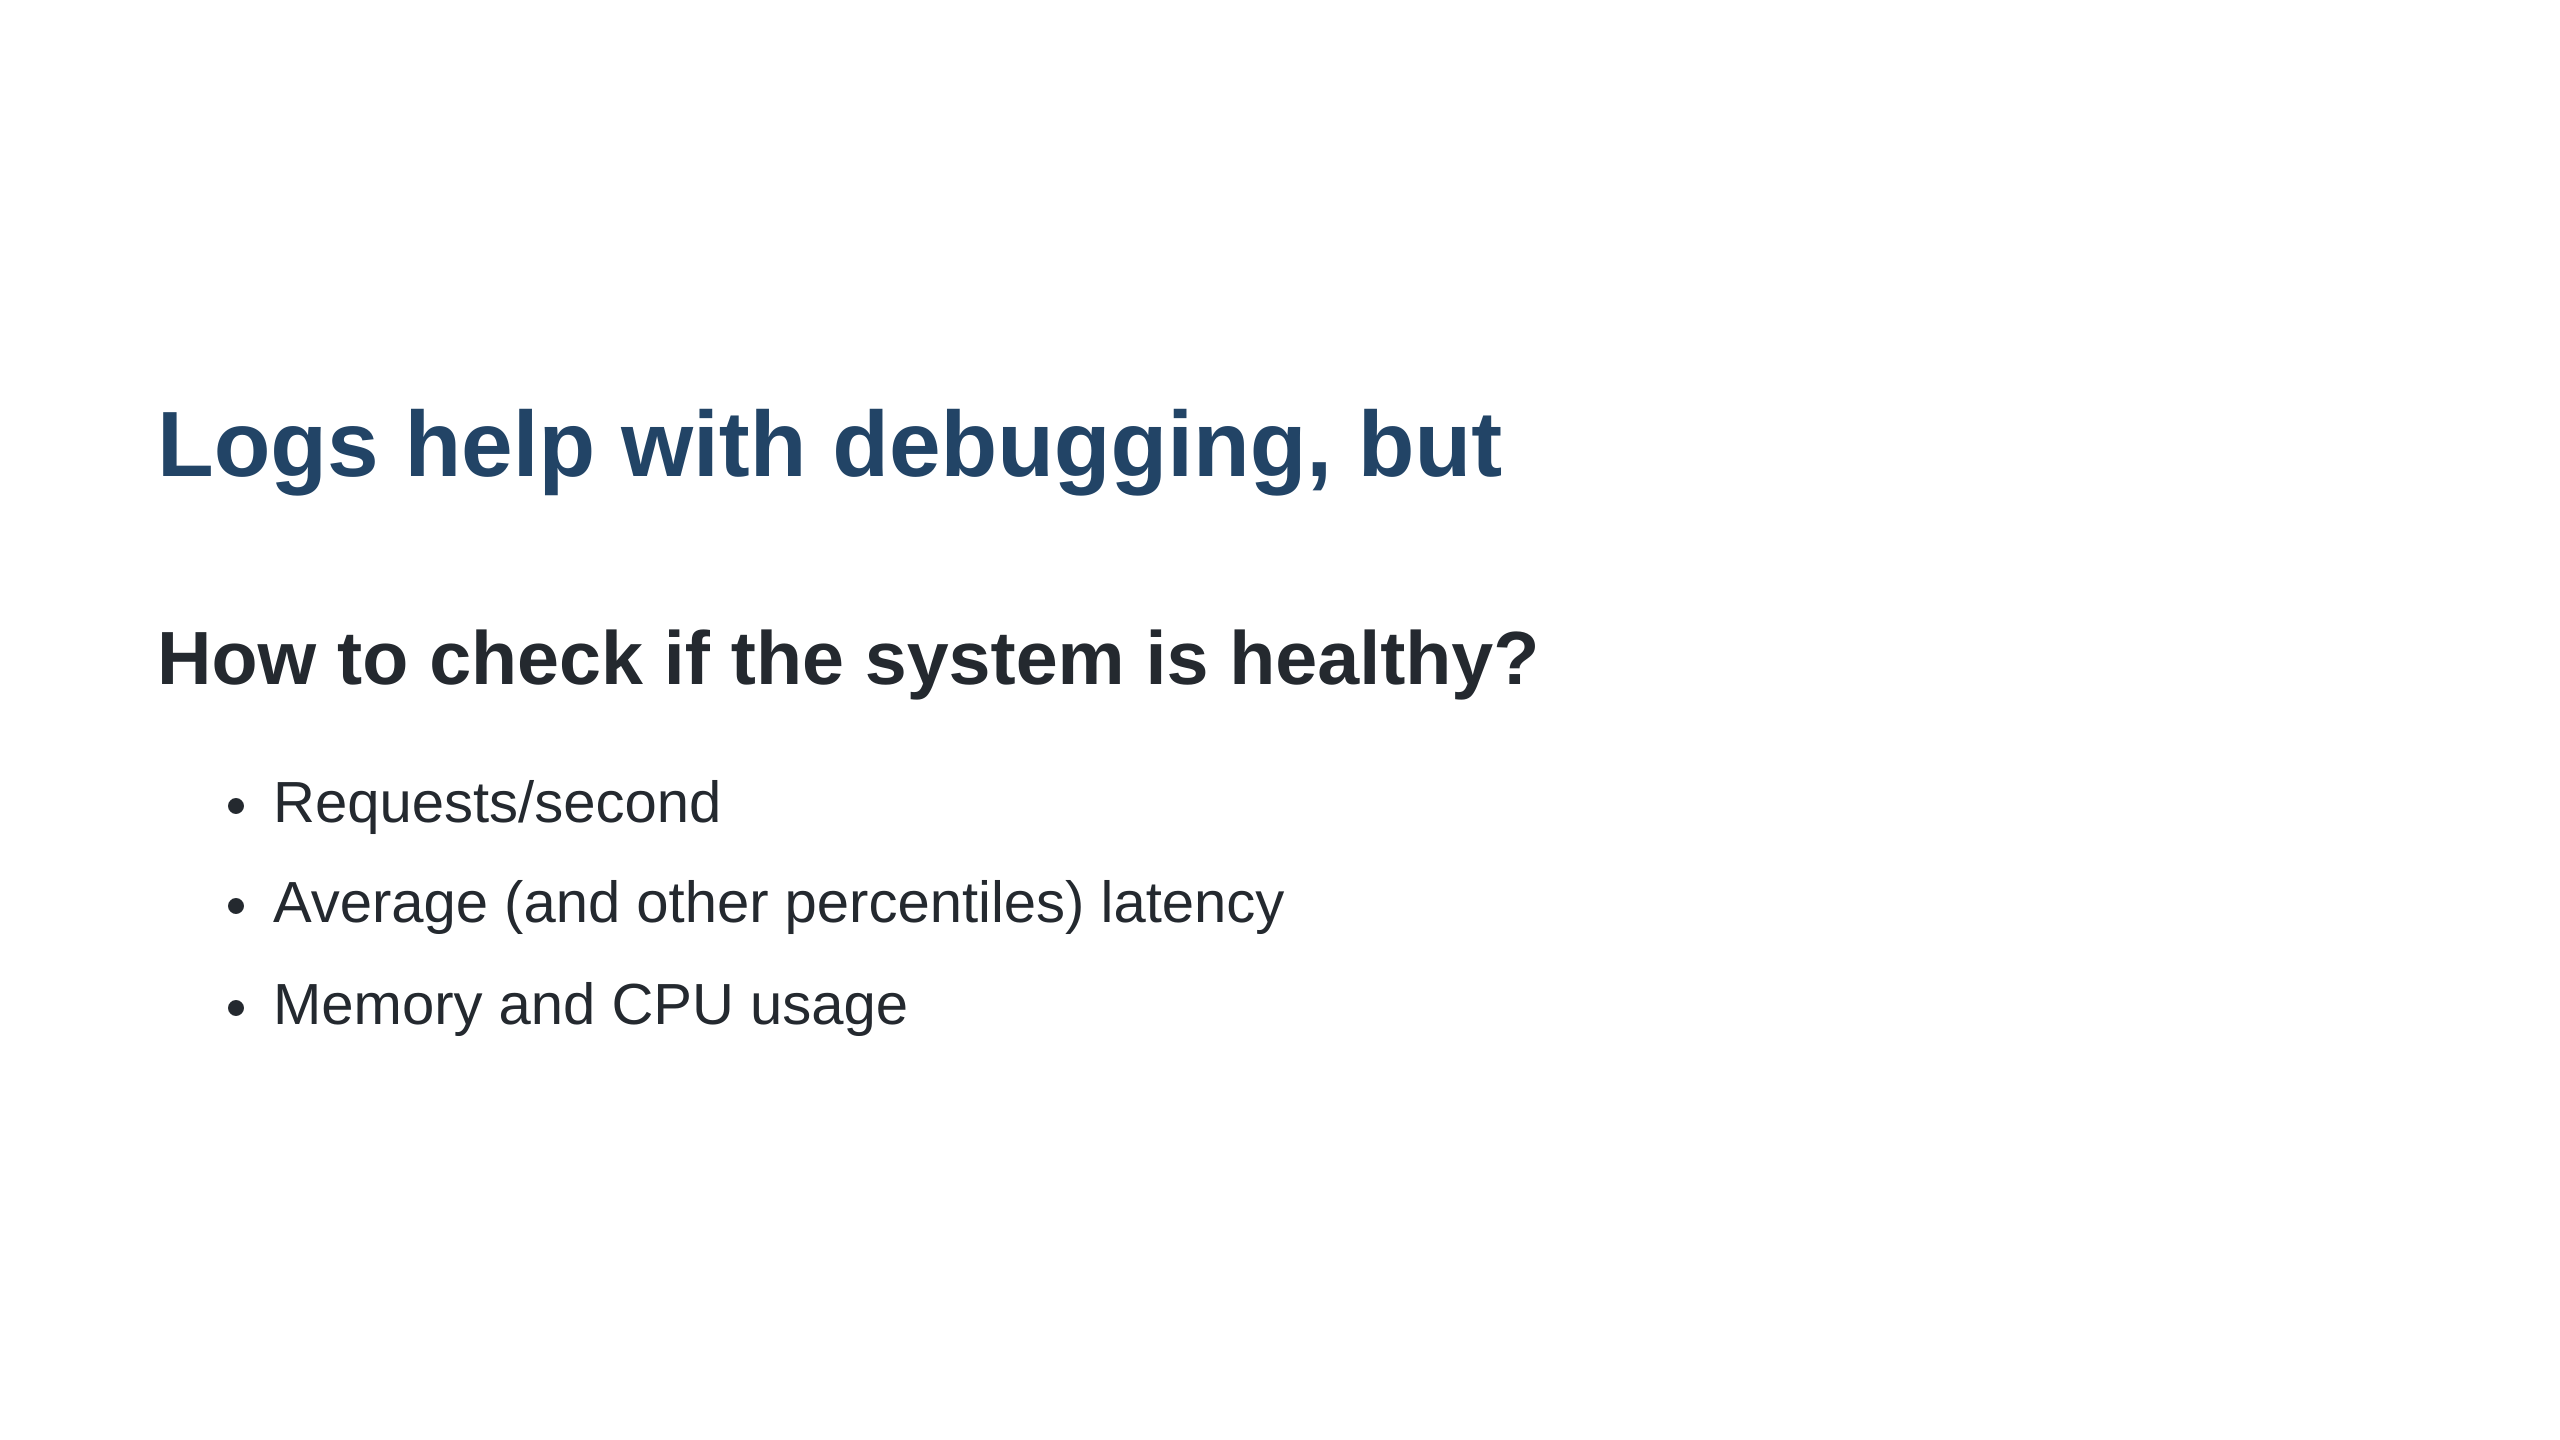 Logs help with debugging, but
How to check if the system is healthy?
• Requests/second
• Average (and other percentiles) latency
• Memory and CPU usage